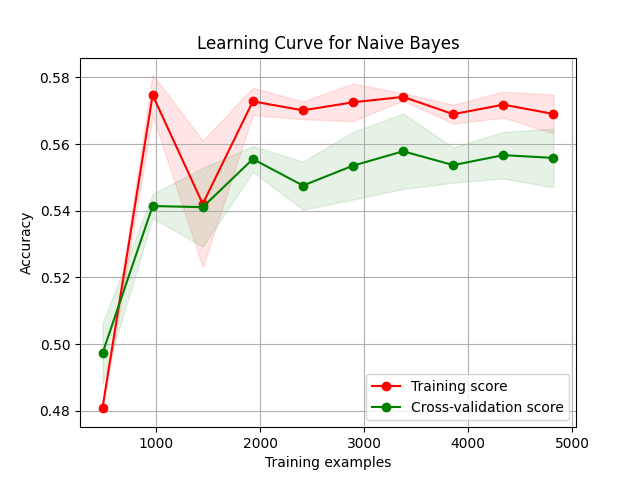 Learning Curve for Naive Bayes
0.58
0.56
0.54
0.52
0.50
0.48
Accuracy
1000 2000 3000 4000 5000
Training examples
Training score
Cross-validation score